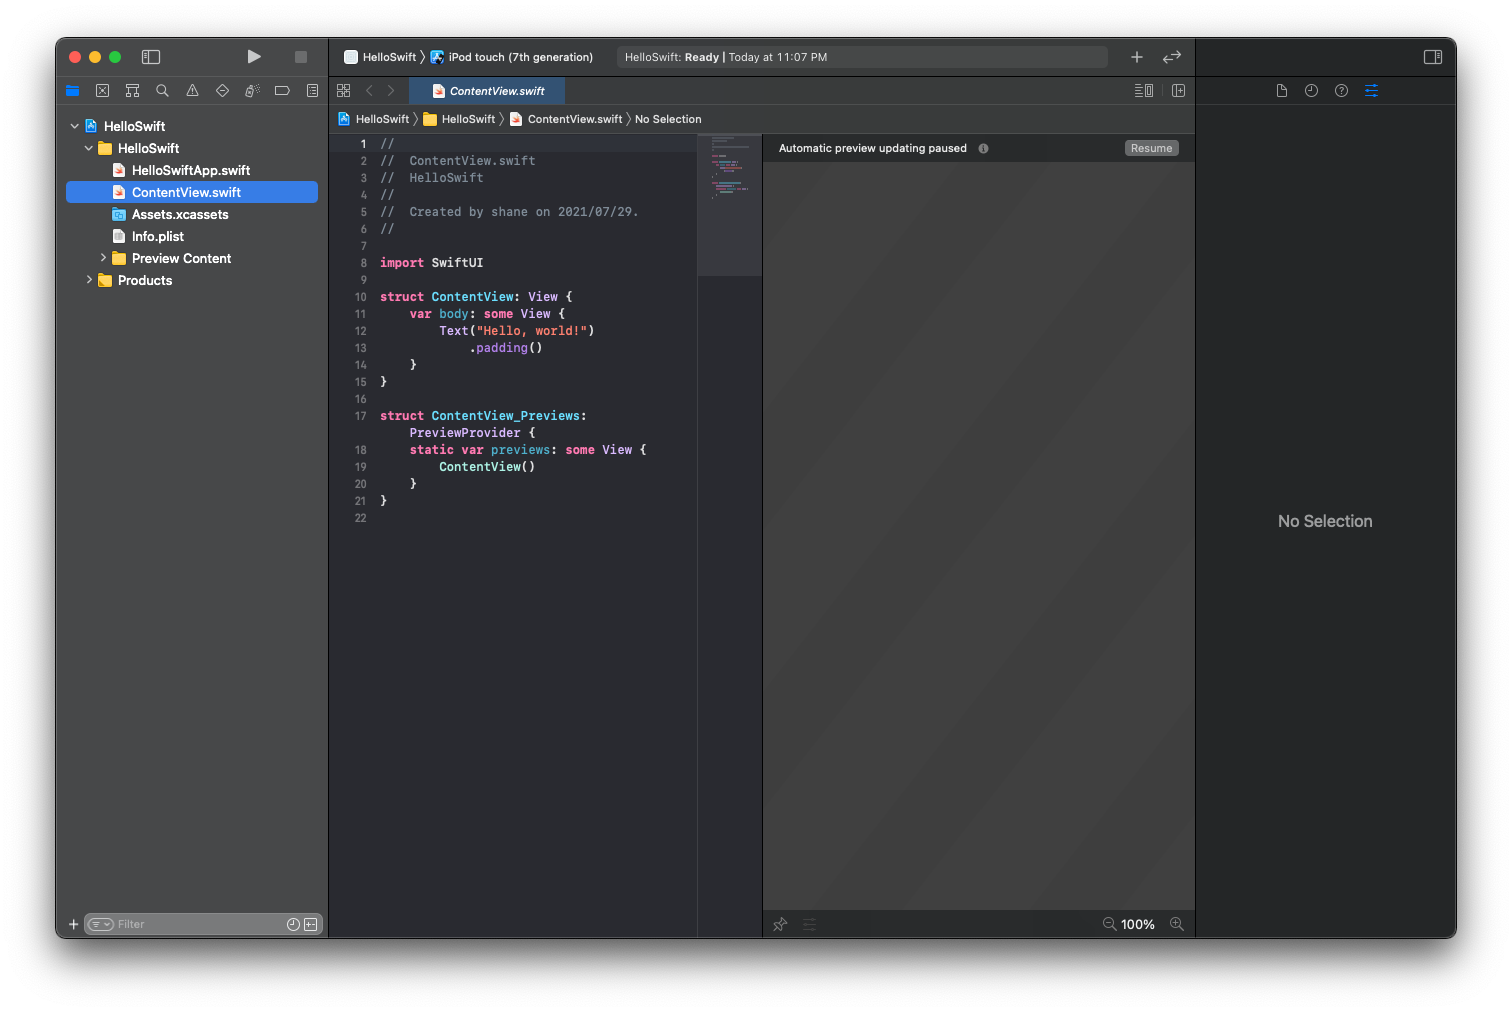 HelloSwift
iPod touch (7th generation)
HelloSwift: Ready | Today at 11:07 PM
ContentView.swift
HelloSwift
HelloSwift
ContentView.swift
No Selection
HelloSwift
HelloSwift
HelloSwiftApp.swift
ContentView.swift
Assets.xcassets
Info.plist
Preview Content
Products
Filter
1 //
2 //  ContentView.swift
3 //  HelloSwift
4 //
5 //  Created by shane on 2021/07/29.
6 //
7
8 import SwiftUI
9
10 struct ContentView: View {
11     var body: some View {
12         Text("Hello, world!")
13             .padding()
14     }
15 }
16
17 struct ContentView_Previews:
PreviewProvider {
18     static var previews: some View {
19         ContentView()
20     }
21 }
22
Automatic preview updating paused
Resume
100%
No Selection